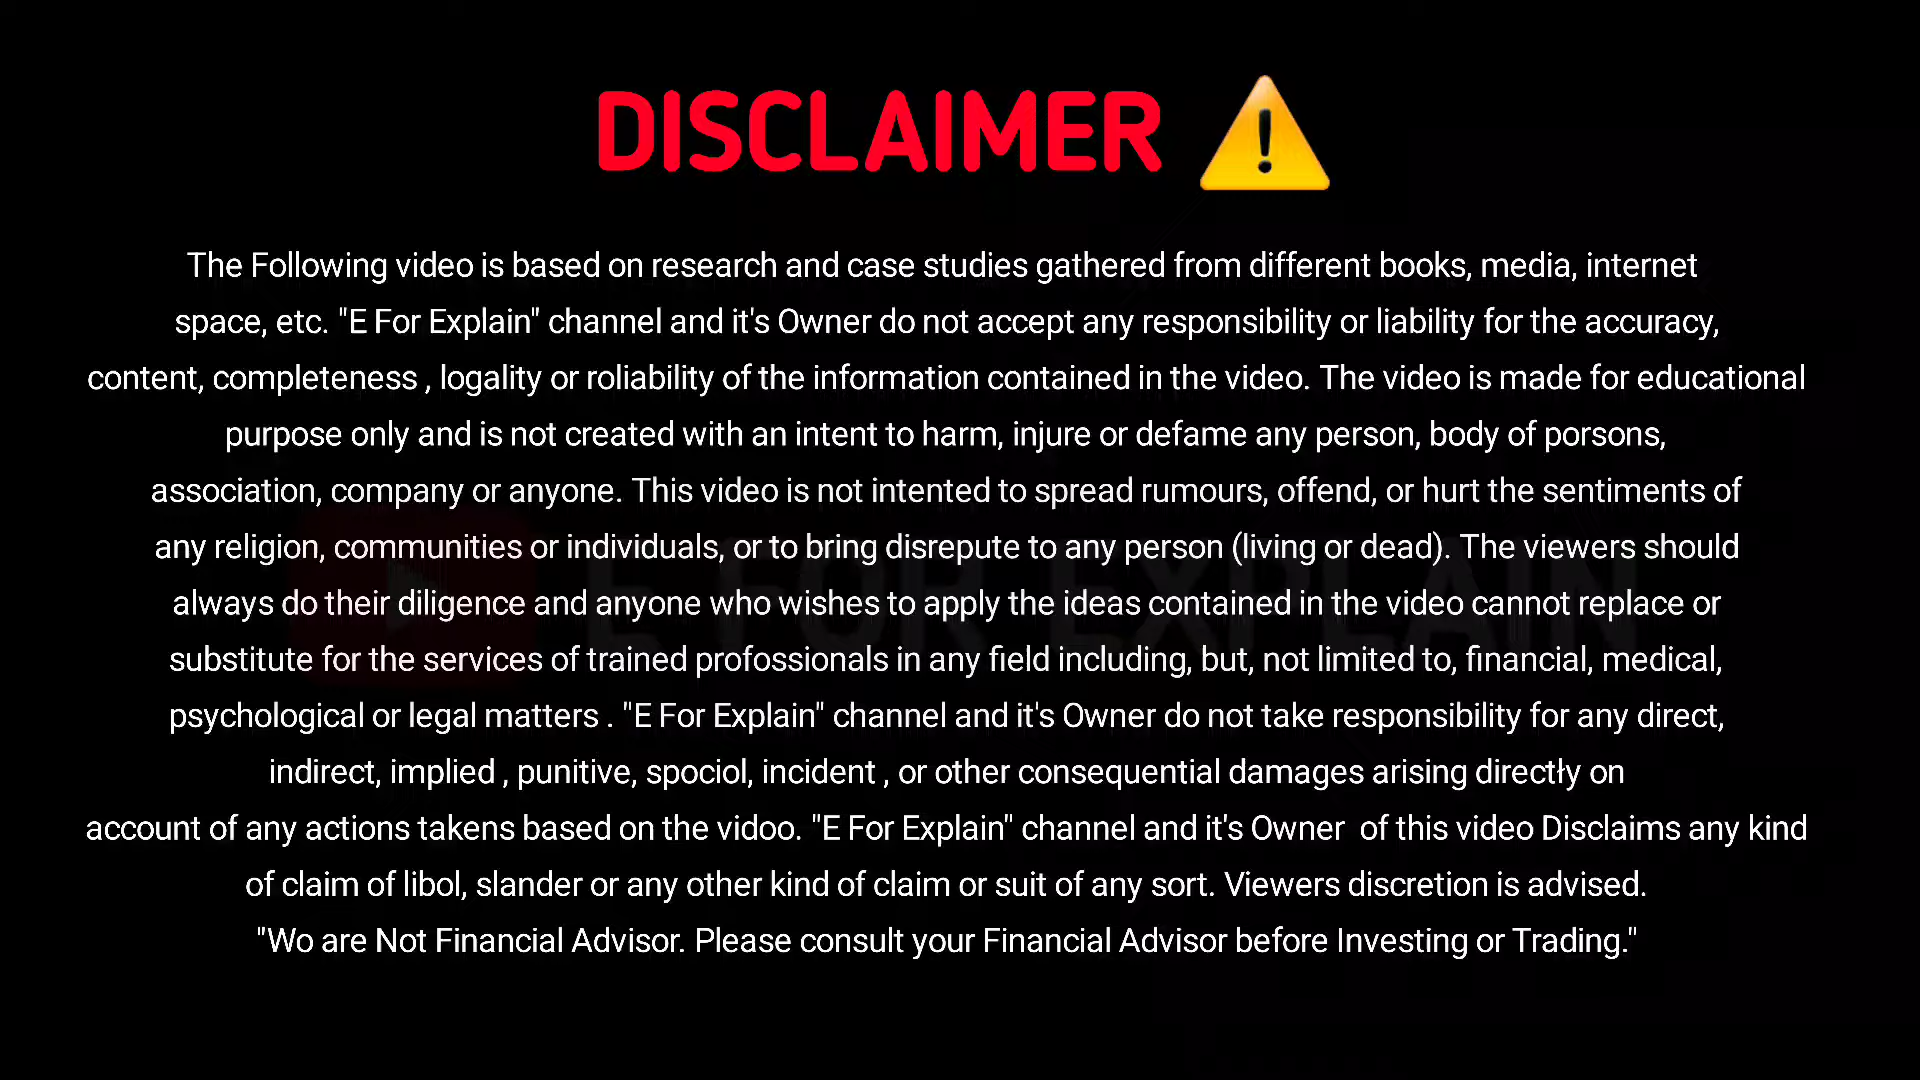 DISCLAIMER ⚠️
The Following video is based on research and case studies gathered from different books, media, internet
space, etc. "E For Explain" channel and it's Owner do not accept any responsibility or liability for the accuracy,
content, completeness , logality or roliability of the information contained in the video. The video is made for educational
purpose only and is not created with an intent to harm, injure or defame any person, body of porsons,
association, company or anyone. This video is not intented to spread rumours, offend, or hurt the sentiments of
any religion, communities or individuals, or to bring disrepute to any person (living or dead). The viewers should
always do their diligence and anyone who wishes to apply the ideas contained in the video cannot replace or
substitute for the services of trained profossionals in any field including, but, not limited to, financial, medical,
psychological or legal matters . "E For Explain" channel and it's Owner do not take responsibility for any direct,
indirect, implied , punitive, spociol, incident , or other consequential damages arising directły on
account of any actions takens based on the vidoo. "E For Explain" channel and it's Owner  of this video Disclaims any kind
of claim of libol, slander or any other kind of claim or suit of any sort. Viewers discretion is advised.
"Wo are Not Financial Advisor. Please consult your Financial Advisor before Investing or Trading."
E FOR EXPLAIN